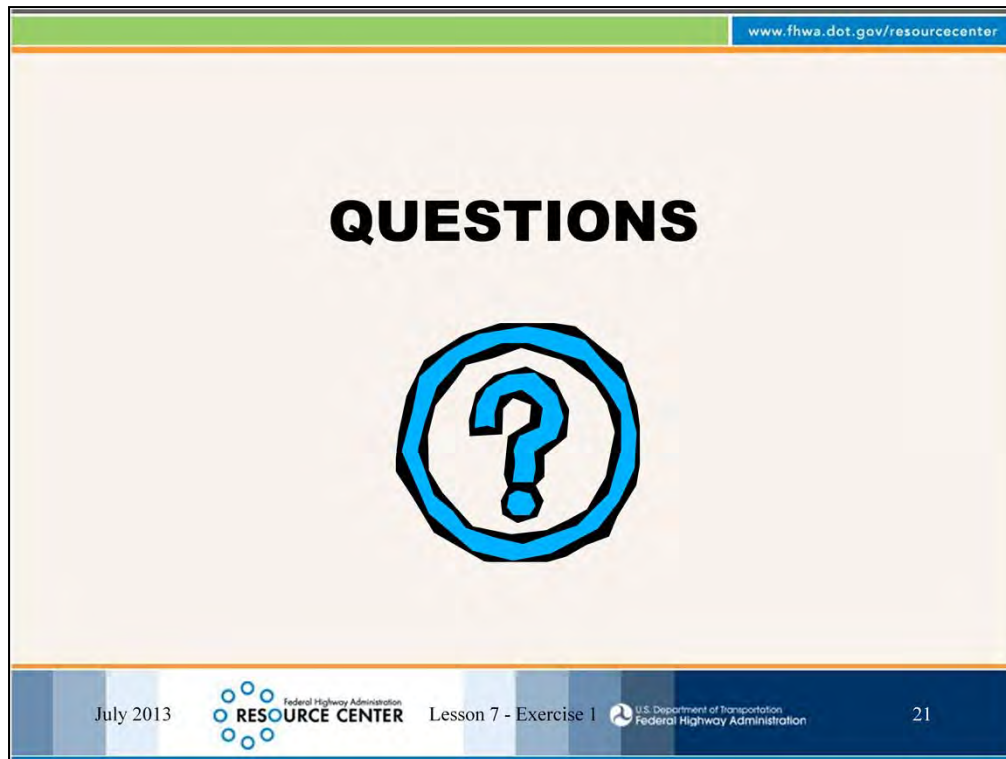 www.fhwa.dot.gov/resourcecenter
QUESTIONS
?
July 2013
Federal Highway Administration
RESOURCE CENTER
Lesson 7 - Exercise 1
U.S. Department of Transportation
Federal Highway Administration
21